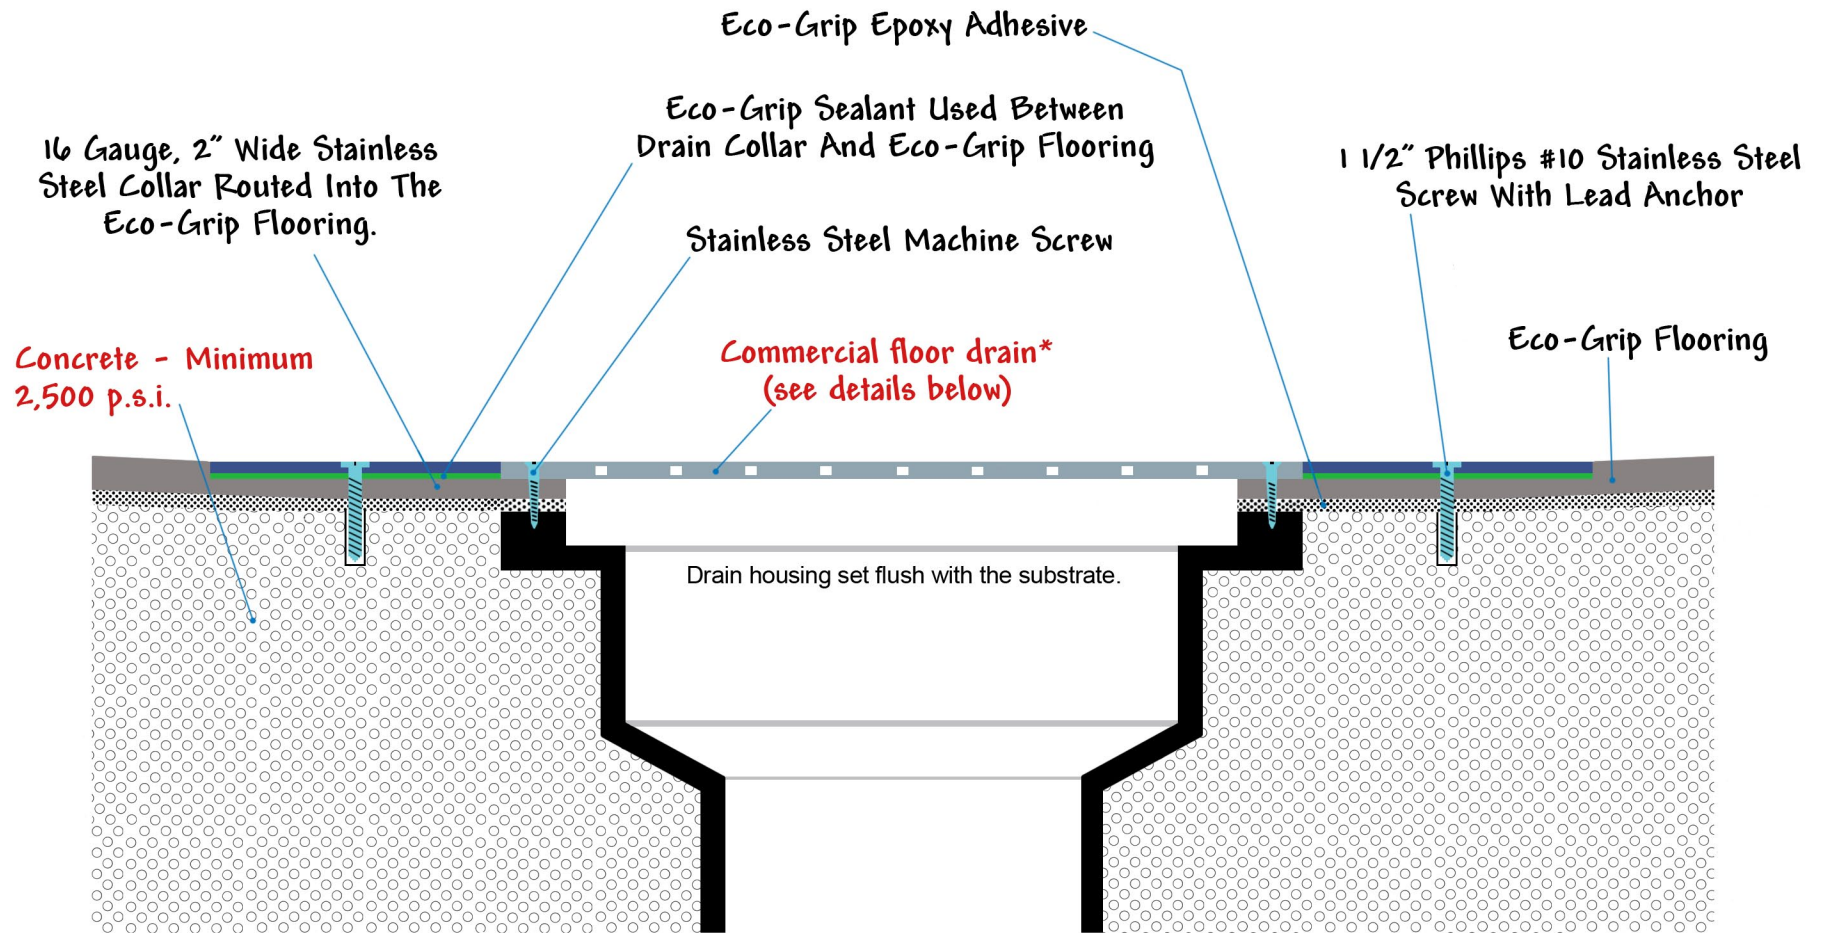 Eco-Grip Epoxy Adhesive
Eco-Grip Sealant Used Between
Drain Collar And Eco-Grip Flooring
16 Gauge, 2" Wide Stainless
Steel Collar Routed Into The
Eco-Grip Flooring.
1 1/2" Phillips #10 Stainless Steel
Screw With Lead Anchor
Stainless Steel Machine Screw
Eco-Grip Flooring
Concrete - Minimum
2,500 p.s.i.
Commercial floor drain*
(see details below)
Drain housing set flush with the substrate.